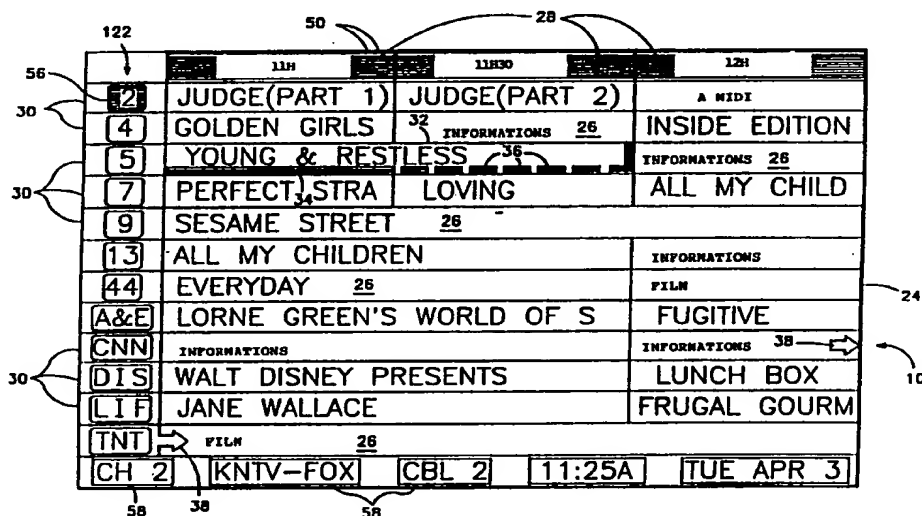 50 28
122
11H 11H30 12H
56 2 JUDGE(PART 1) JUDGE(PART 2) A MIDI
30 4 GOLDEN GIRLS 32 INFORMATIONS 26 INSIDE EDITION
5 YOUNG & RESTLESS 36 INFORMATIONS 26
30 7 PERFECT STRA 34 LOVING ALL MY CHILD
9 SESAME STREET 26
13 ALL MY CHILDREN INFORMATIONS
44 EVERYDAY 26 FILM 24
A&E LORNE GREEN'S WORLD OF S FUGITIVE
CNN INFORMATIONS INFORMATIONS 38
30 DIS WALT DISNEY PRESENTS LUNCH BOX 10
LIF JANE WALLACE FRUGAL GOURM
TNT FILM 26
CH 2 KNTV-FOX CBL 2 11:25A TUE APR 3
58 38 58